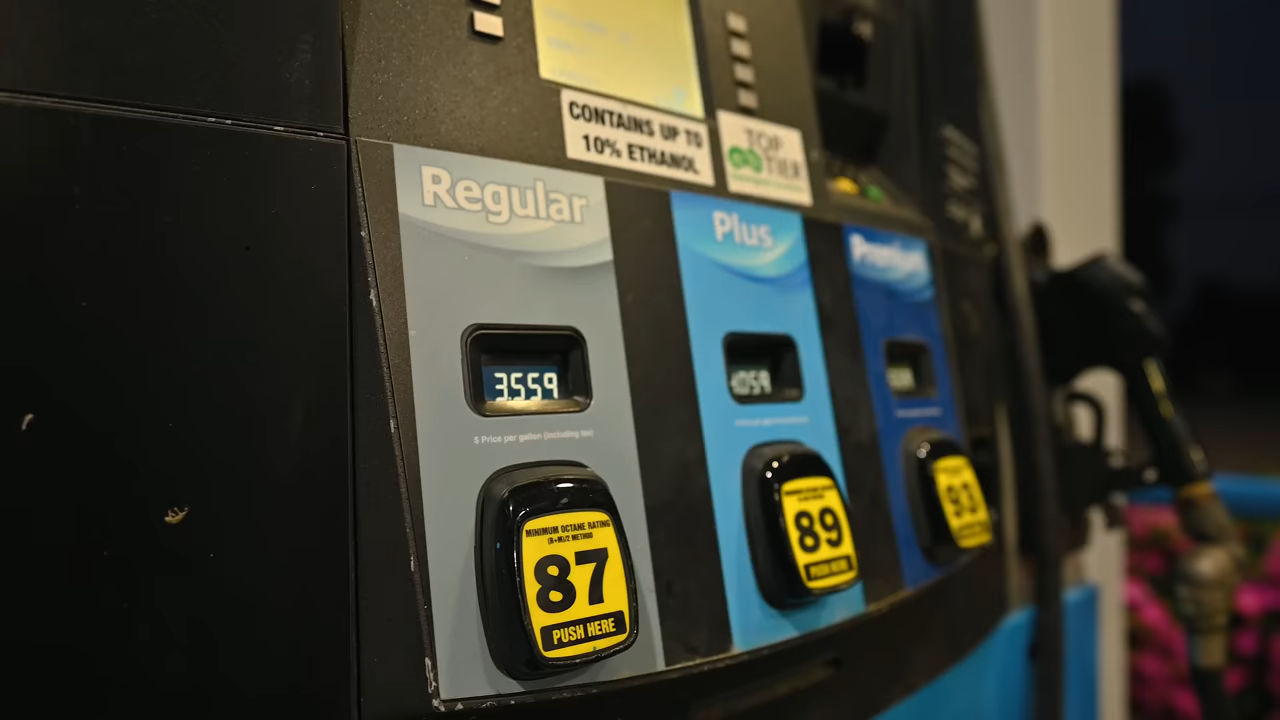 CONTAINS UP TO
10% ETHANOL
TOP
TIER
Regular
3.559
$ Price per gallon (including tax)
MINIMUM OCTANE RATING
(R+M)/2 METHOD
87
PUSH HERE
Plus
4.059
89
PUSH HERE
Premium
93